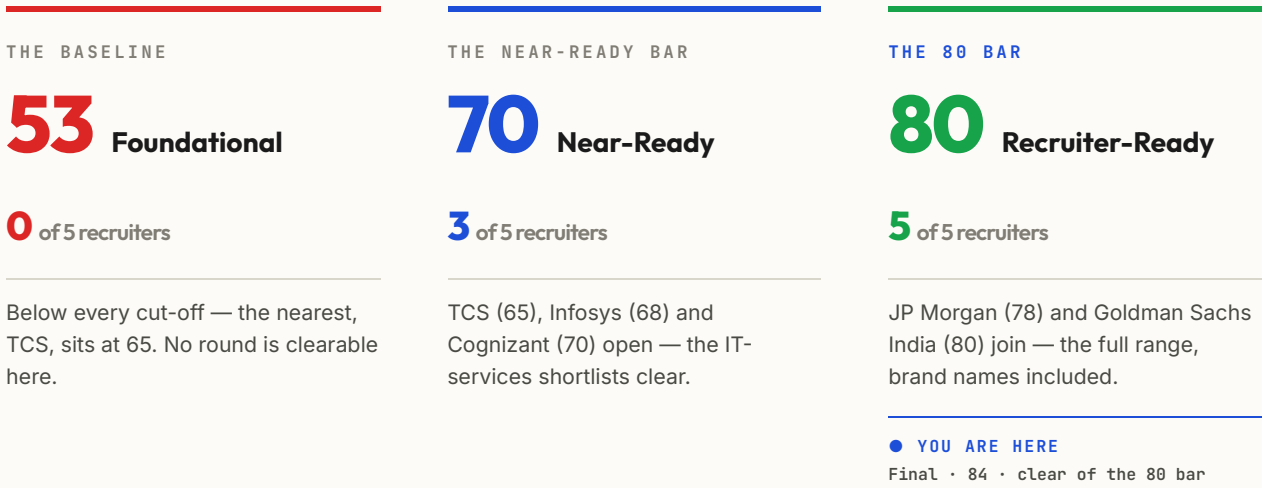 THE BASELINE
53 Foundational
0 of 5 recruiters
Below every cut-off — the nearest,
TCS, sits at 65. No round is clearable
here.
THE NEAR-READY BAR
70 Near-Ready
3 of 5 recruiters
TCS (65), Infosys (68) and
Cognizant (70) open — the IT-
services shortlists clear.
THE 80 BAR
80 Recruiter-Ready
5 of 5 recruiters
JP Morgan (78) and Goldman Sachs
India (80) join — the full range,
brand names included.
YOU ARE HERE
Final · 84 · clear of the 80 bar